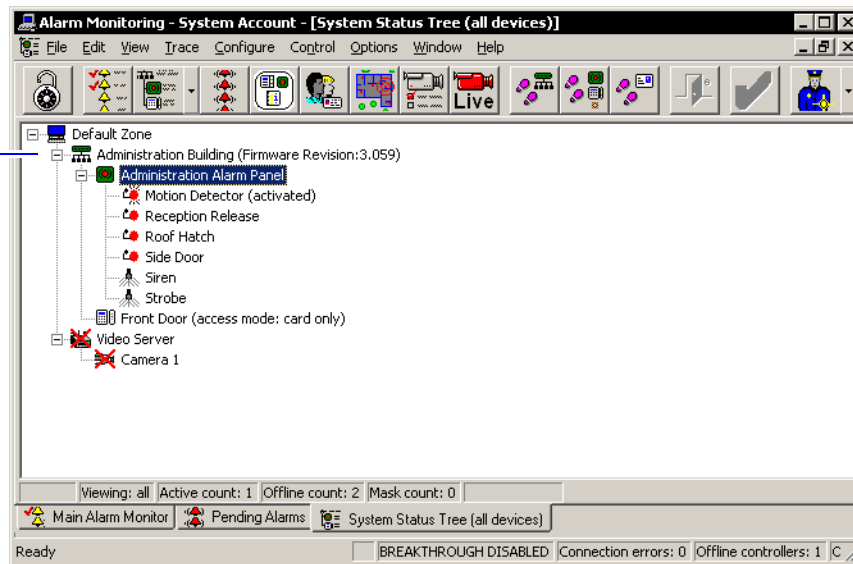 Alarm Monitoring - System Account - [System Status Tree (all devices)]
File Edit View Trace Configure Control Options Window Help
Live
Default Zone
Administration Building (Firmware Revision:3.059)
Administration Alarm Panel
Motion Detector (activated)
Reception Release
Roof Hatch
Side Door
Siren
Strobe
Front Door (access mode: card only)
Video Server
Camera 1
Viewing: all Active count: 1 Offline count: 2 Mask count: 0
Main Alarm Monitor Pending Alarms System Status Tree (all devices)
Ready BREAKTHROUGH DISABLED Connection errors: 0 Offline controllers: 1 C